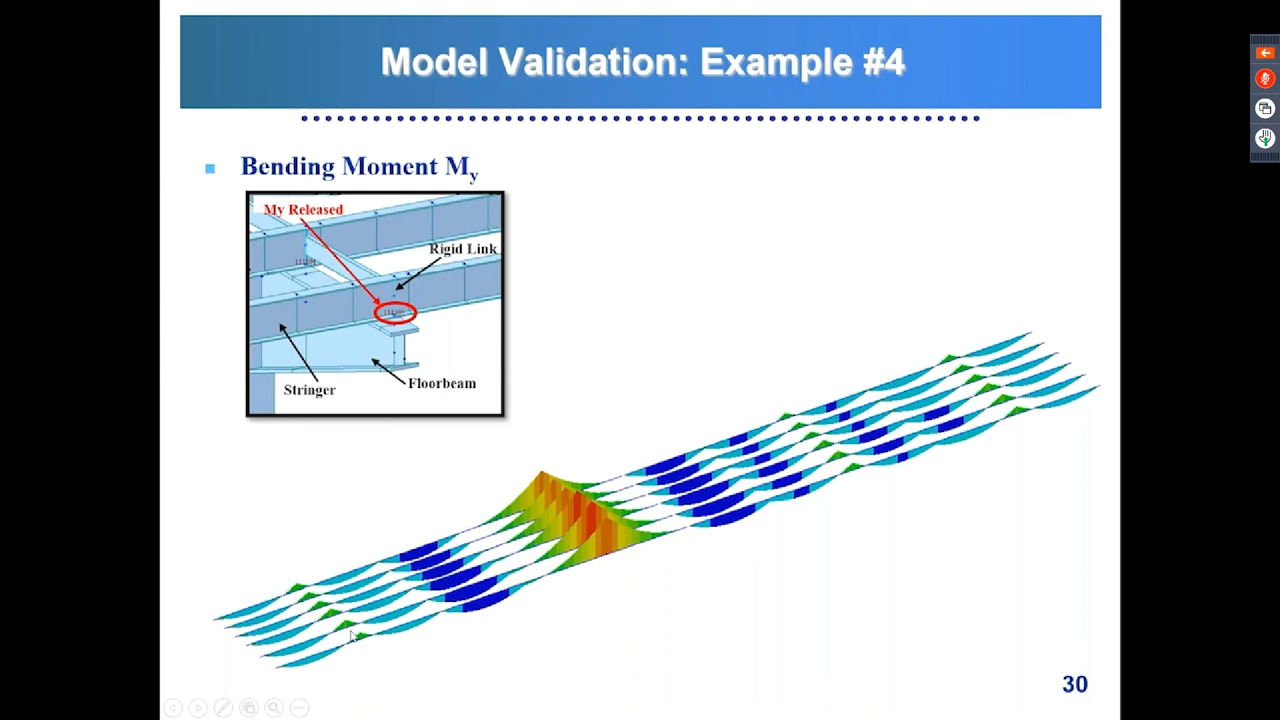 Model Validation: Example #4
Bending Moment My
My Released
Rigid Link
Stringer
Floorbeam
30